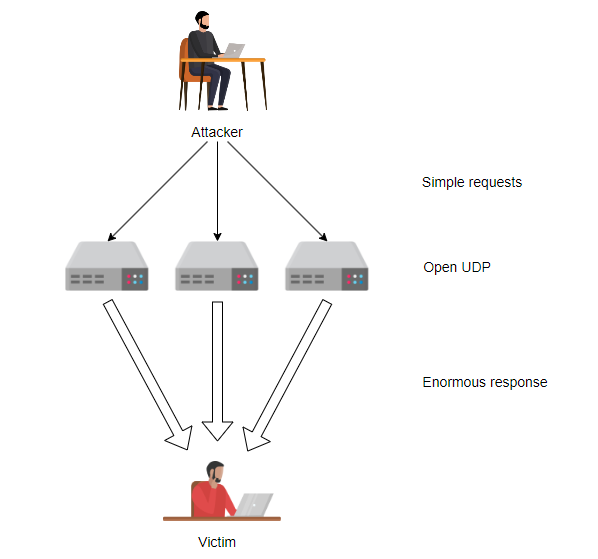 Attacker
Simple requests
Open UDP
Enormous response
Victim